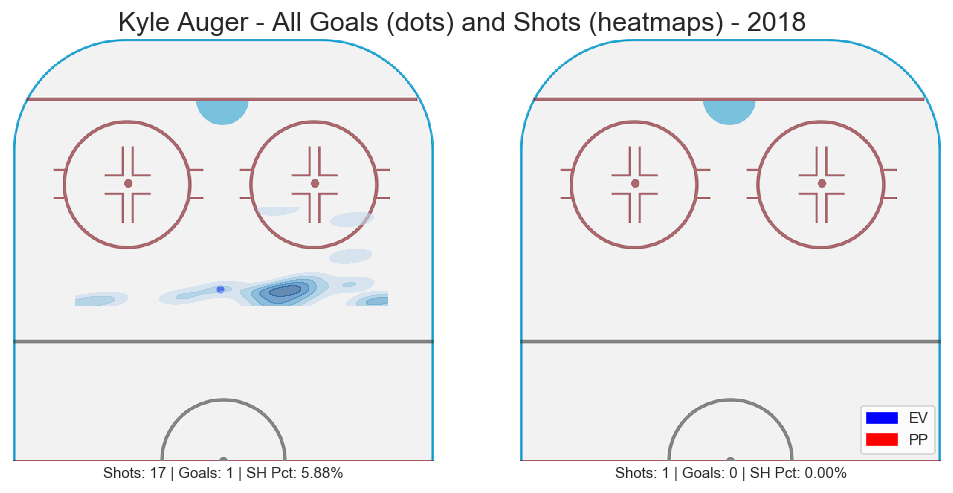 Kyle Auger - All Goals (dots) and Shots (heatmaps) - 2018
EV
PP
Shots: 17 | Goals: 1 | SH Pct: 5.88%
Shots: 1 | Goals: 0 | SH Pct: 0.00%